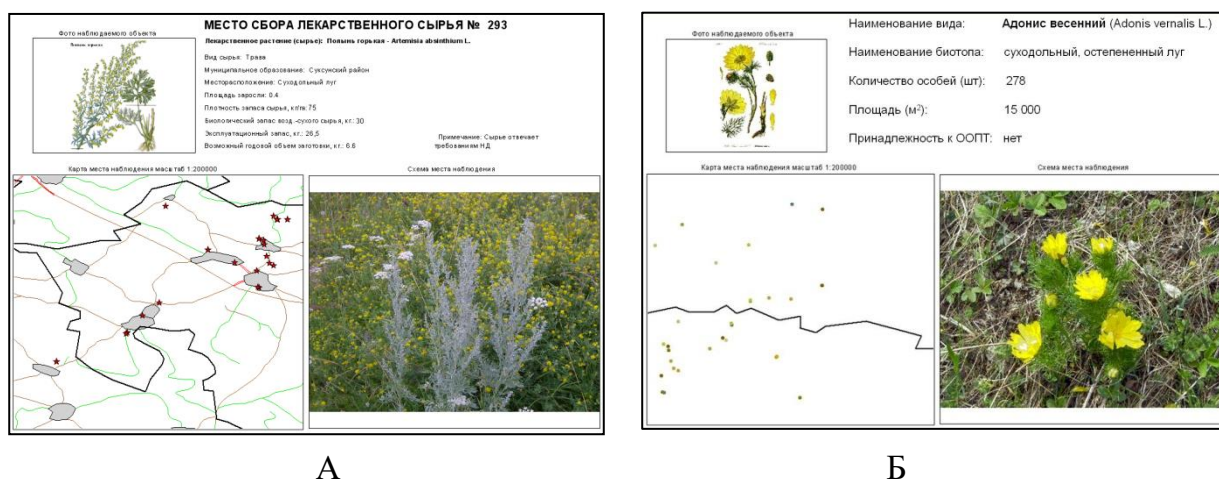 МЕСТО СБОРА ЛЕКАРСТВЕННОГО СЫРЬЯ № 293
Фото наблюдаемого объекта
Лекарственное растение (сырье): Полынь горькая - Artemisia absinthium L.
Вид сырья: Трава
Муниципальное образование: Суксунский район
Месторасположение: Суходольный луг
Площадь заросли: 0.4
Плотность запаса сырья, кг/га: 75
Биологический запас возд.-сухого сырья, кг.: 30
Эксплуатационный запас, кг.: 26,5
Возможный годовой объем заготовки, кг.: 6.6
Примечание: Сырье отвечает
требованиям НД
Карта места наблюдения масштаб 1:200000
Схема места наблюдения
А
Фото наблюдаемого объекта
Наименование вида: Адонис весенний (Adonis vernalis L.)
Наименование биотопа: суходольный, остепененный луг
Количество особей (шт): 278
Площадь (м²): 15 000
Принадлежность к ООПТ: нет
Карта места наблюдения масштаб 1:200000
Схема места наблюдения
Б